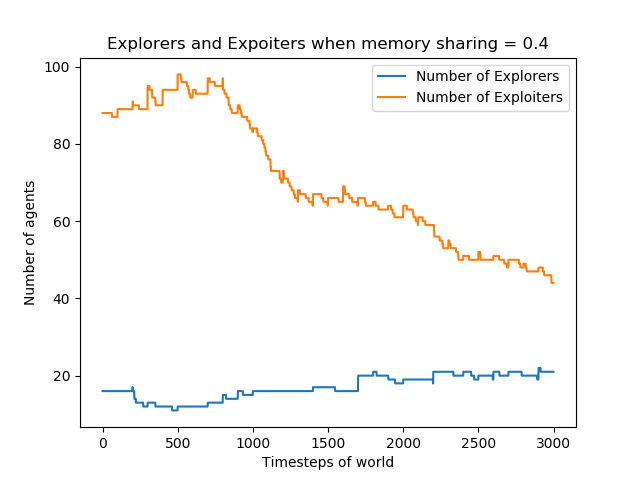 Explorers and Expoiters when memory sharing = 0.4
Number of Explorers
Number of Exploiters
Number of agents
100
80
60
40
20
0 500 1000 1500 2000 2500 3000
Timesteps of world